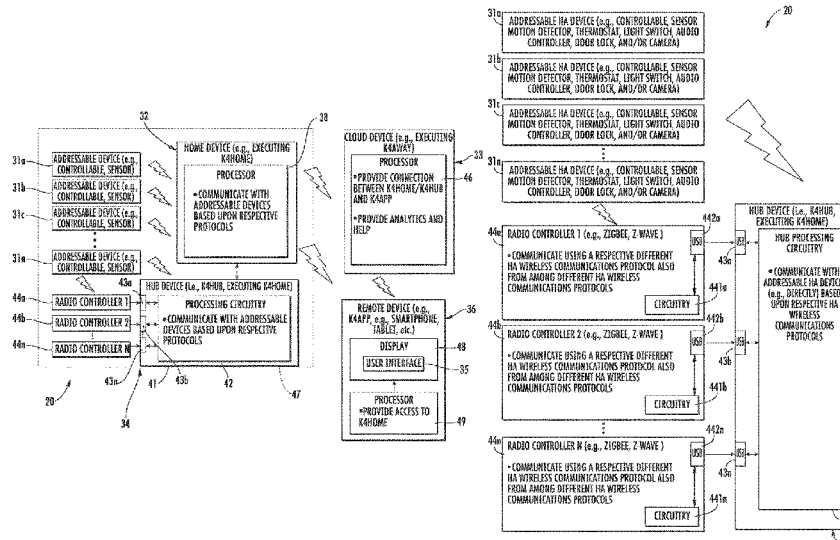 20
31a
ADDRESSABLE DEVICE (e.g.,
CONTROLLABLE, SENSOR)
31b
ADDRESSABLE DEVICE (e.g.,
CONTROLLABLE, SENSOR)
31c
ADDRESSABLE DEVICE (e.g.,
CONTROLLABLE, SENSOR)
31n
ADDRESSABLE DEVICE (e.g.,
CONTROLLABLE, SENSOR)
32
HOME DEVICE (e.g., EXECUTING
K4HOME)
38
PROCESSOR
•COMMUNICATE WITH
ADDRESSABLE DEVICES
BASED UPON RESPECTIVE
PROTOCOLS
43a
HUB DEVICE (i.e., K4HUB, EXECUTING K4HOME)
PROCESSING CIRCUITRY
•COMMUNICATE WITH ADDRESSABLE
DEVICES BASED UPON RESPECTIVE
PROTOCOLS
44a
RADIO CONTROLLER 1
44b
RADIO CONTROLLER 2
44n
RADIO CONTROLLER N
43n
43b
20
34
41
42
47
CLOUD DEVICE (e.g., EXECUTING
K4AWAY)
33
PROCESSOR
• PROVIDE CONNECTION
BETWEEN K4HOME/K4HUB
AND K4APP
• PROVIDE ANALYTICS AND
HELP
46
REMOTE DEVICE (e.g.,
K4APP, e.g., SMARTPHONE,
TABLET, etc.)
36
DISPLAY
48
USER INTERFACE
35
PROCESSOR
•PROVIDE ACCESS TO
K4HOME
49
31a
ADDRESSABLE HA DEVICE (e.g., CONTROLLABLE, SENSOR
MOTION DETECTOR, THERMOSTAT, LIGHT SWITCH, AUDIO
CONTROLLER, DOOR LOCK, AND/OR CAMERA)
31b
ADDRESSABLE HA DEVICE (e.g., CONTROLLABLE, SENSOR
MOTION DETECTOR, THERMOSTAT, LIGHT SWITCH, AUDIO
CONTROLLER, DOOR LOCK, AND/OR CAMERA)
31c
ADDRESSABLE HA DEVICE (e.g., CONTROLLABLE, SENSOR
MOTION DETECTOR, THERMOSTAT, LIGHT SWITCH, AUDIO
CONTROLLER, DOOR LOCK, AND/OR CAMERA)
31n
ADDRESSABLE HA DEVICE (e.g., CONTROLLABLE, SENSOR
MOTION DETECTOR, THERMOSTAT, LIGHT SWITCH, AUDIO
CONTROLLER, DOOR LOCK, AND/OR CAMERA)
44a
RADIO CONTROLLER 1 (e.g., ZIGBEE, Z-WAVE)
• COMMUNICATE USING A RESPECTIVE DIFFERENT
HA WIRELESS COMMUNICATIONS PROTOCOL ALSO
FROM AMONG DIFFERENT HA WIRELESS
COMMUNICATIONS PROTOCOLS
442a
USB
USB
43a
CIRCUITRY
441a
44b
RADIO CONTROLLER 2 (e.g., ZIGBEE, Z-WAVE)
• COMMUNICATE USING A RESPECTIVE DIFFERENT
HA WIRELESS COMMUNICATIONS PROTOCOL ALSO
FROM AMONG DIFFERENT HA WIRELESS
COMMUNICATIONS PROTOCOLS
442b
USB
USB
43b
CIRCUITRY
441b
44n
RADIO CONTROLLER N (e.g., ZIGBEE, Z-WAVE)
• COMMUNICATE USING A RESPECTIVE DIFFERENT
HA WIRELESS COMMUNICATIONS PROTOCOL ALSO
FROM AMONG DIFFERENT HA WIRELESS
COMMUNICATIONS PROTOCOLS
442n
USB
USB
43n
CIRCUITRY
441n
HUB DEVICE (i.e., K4HUB,
EXECUTING K4HOME)
HUB PROCESSING
CIRCUITRY
• COMMUNICATE WITH
ADDRESSABLE HA DEVICE
(e.g., DIRECTLY) BASED
UPON RESPECTIVE HA
WIRELESS
COMMUNICATIONS
PROTOCOLS